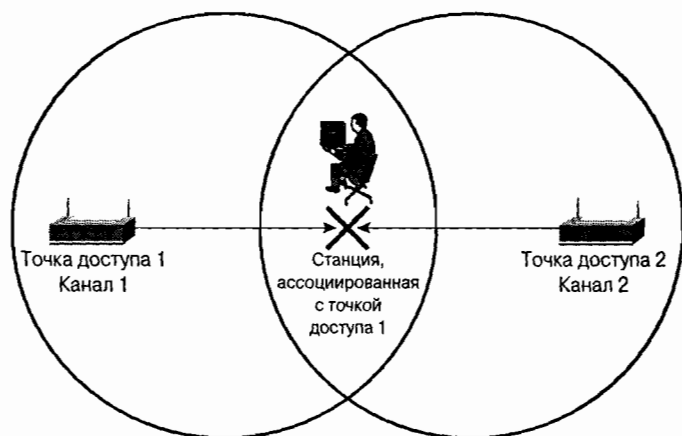 Точка доступа 1
Канал 1
Станция,
ассоциированная
с точкой
доступа 1
Точка доступа 2
Канал 2